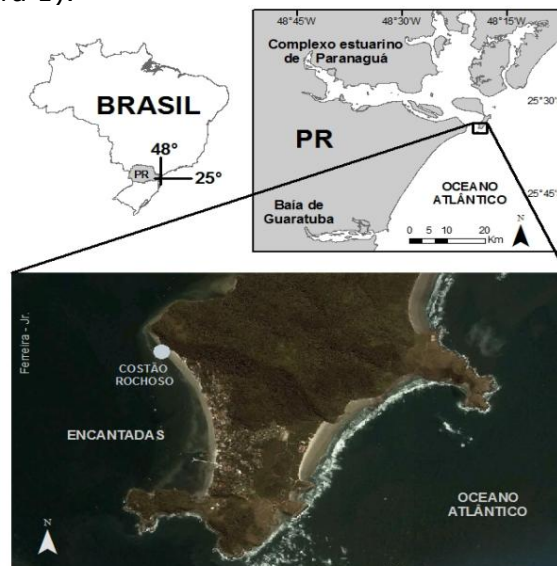 48°45'W 48°30'W 48°15'W
Complexo estuarino
de Paranaguá
25°30'
BRASIL
48°
PR
25°
PR
25°45'
OCEANO
ATLÂNTICO
Baía de
Guaratuba
N
0 5 10 20
Km
Ferreira - Jr.
COSTÃO
ROCHOSO
ENCANTADAS
OCEANO
ATLÂNTICO
N